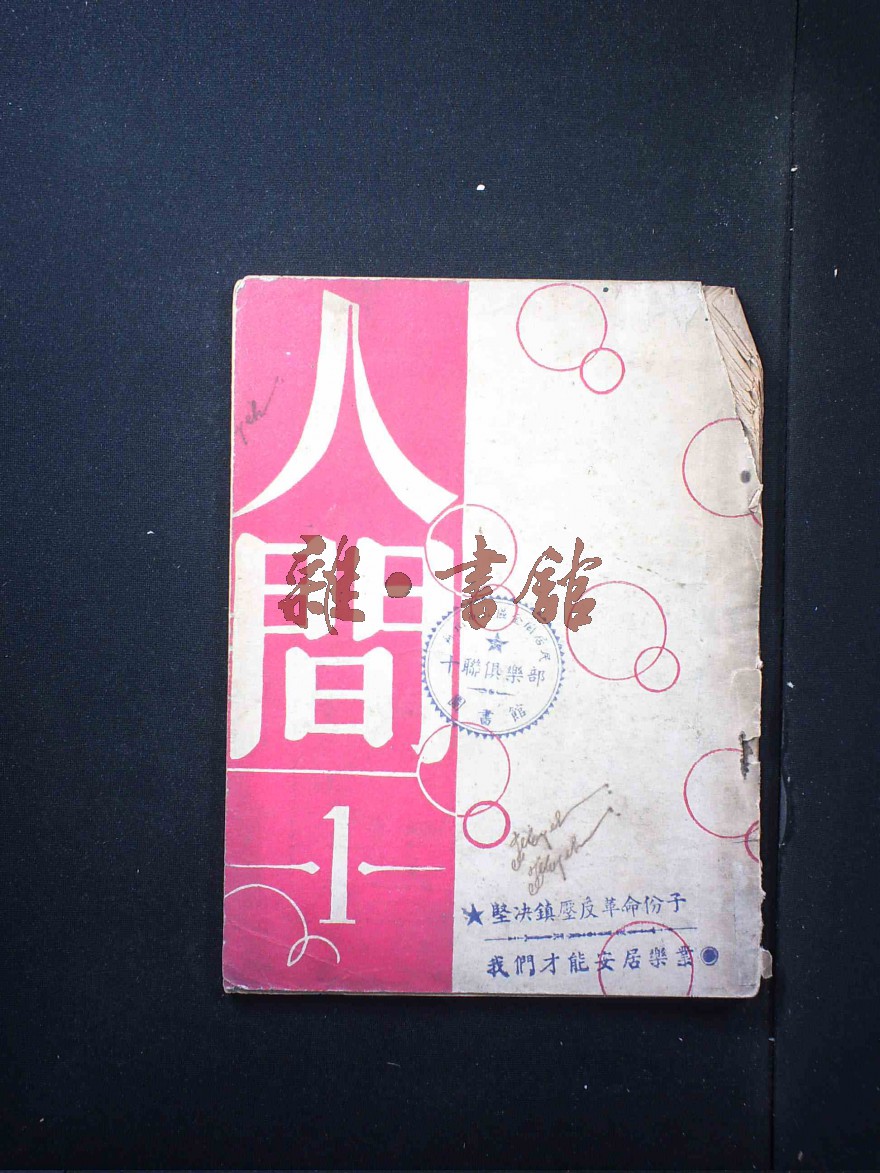 人間
1
雜·書館
十聯俱樂部
圖書館
★堅决鎮壓反革命份子
我們才能安居樂業